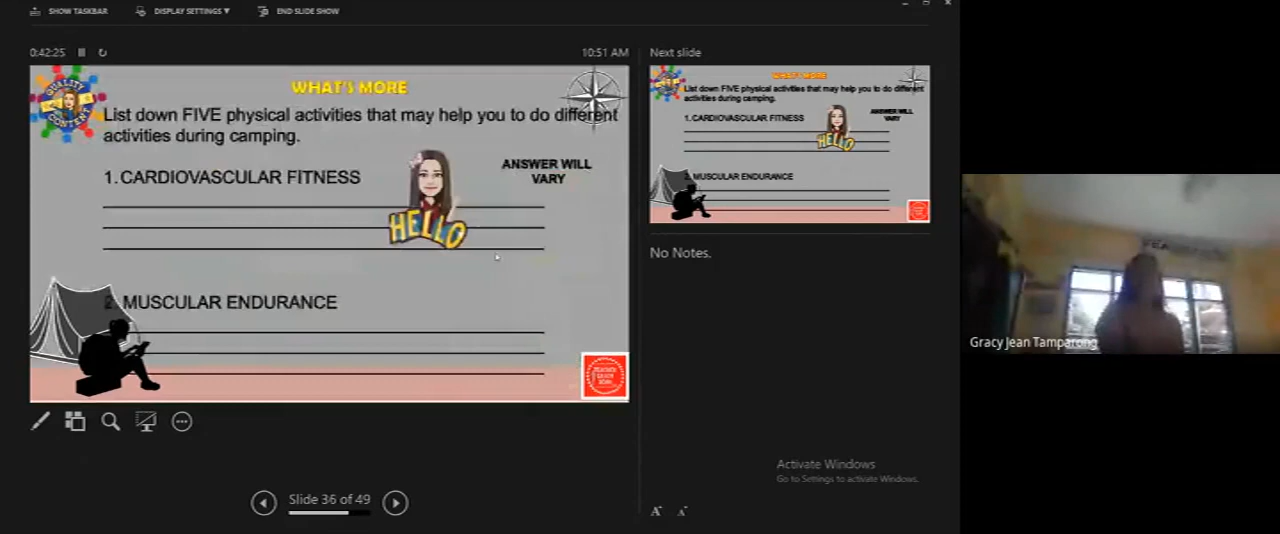 SHOW TASKBAR
DISPLAY SETTINGS ▼
END SLIDE SHOW
0:42:25
10:51 AM
QUALITY
CONTENT
WHAT'S MORE
List down FIVE physical activities that may help you to do different
activities during camping.
1. CARDIOVASCULAR FITNESS
ANSWER WILL
VARY
HELLO
2. MUSCULAR ENDURANCE
Slide 36 of 49
Next slide
WHAT'S MORE
List down FIVE physical activities that may help you to do different
activities during camping.
1. CARDIOVASCULAR FITNESS
ANSWER WILL
VARY
HELLO
MUSCULAR ENDURANCE
No Notes.
Activate Windows
Go to Settings to activate Windows.
A A
Gracy Jean Tamparong